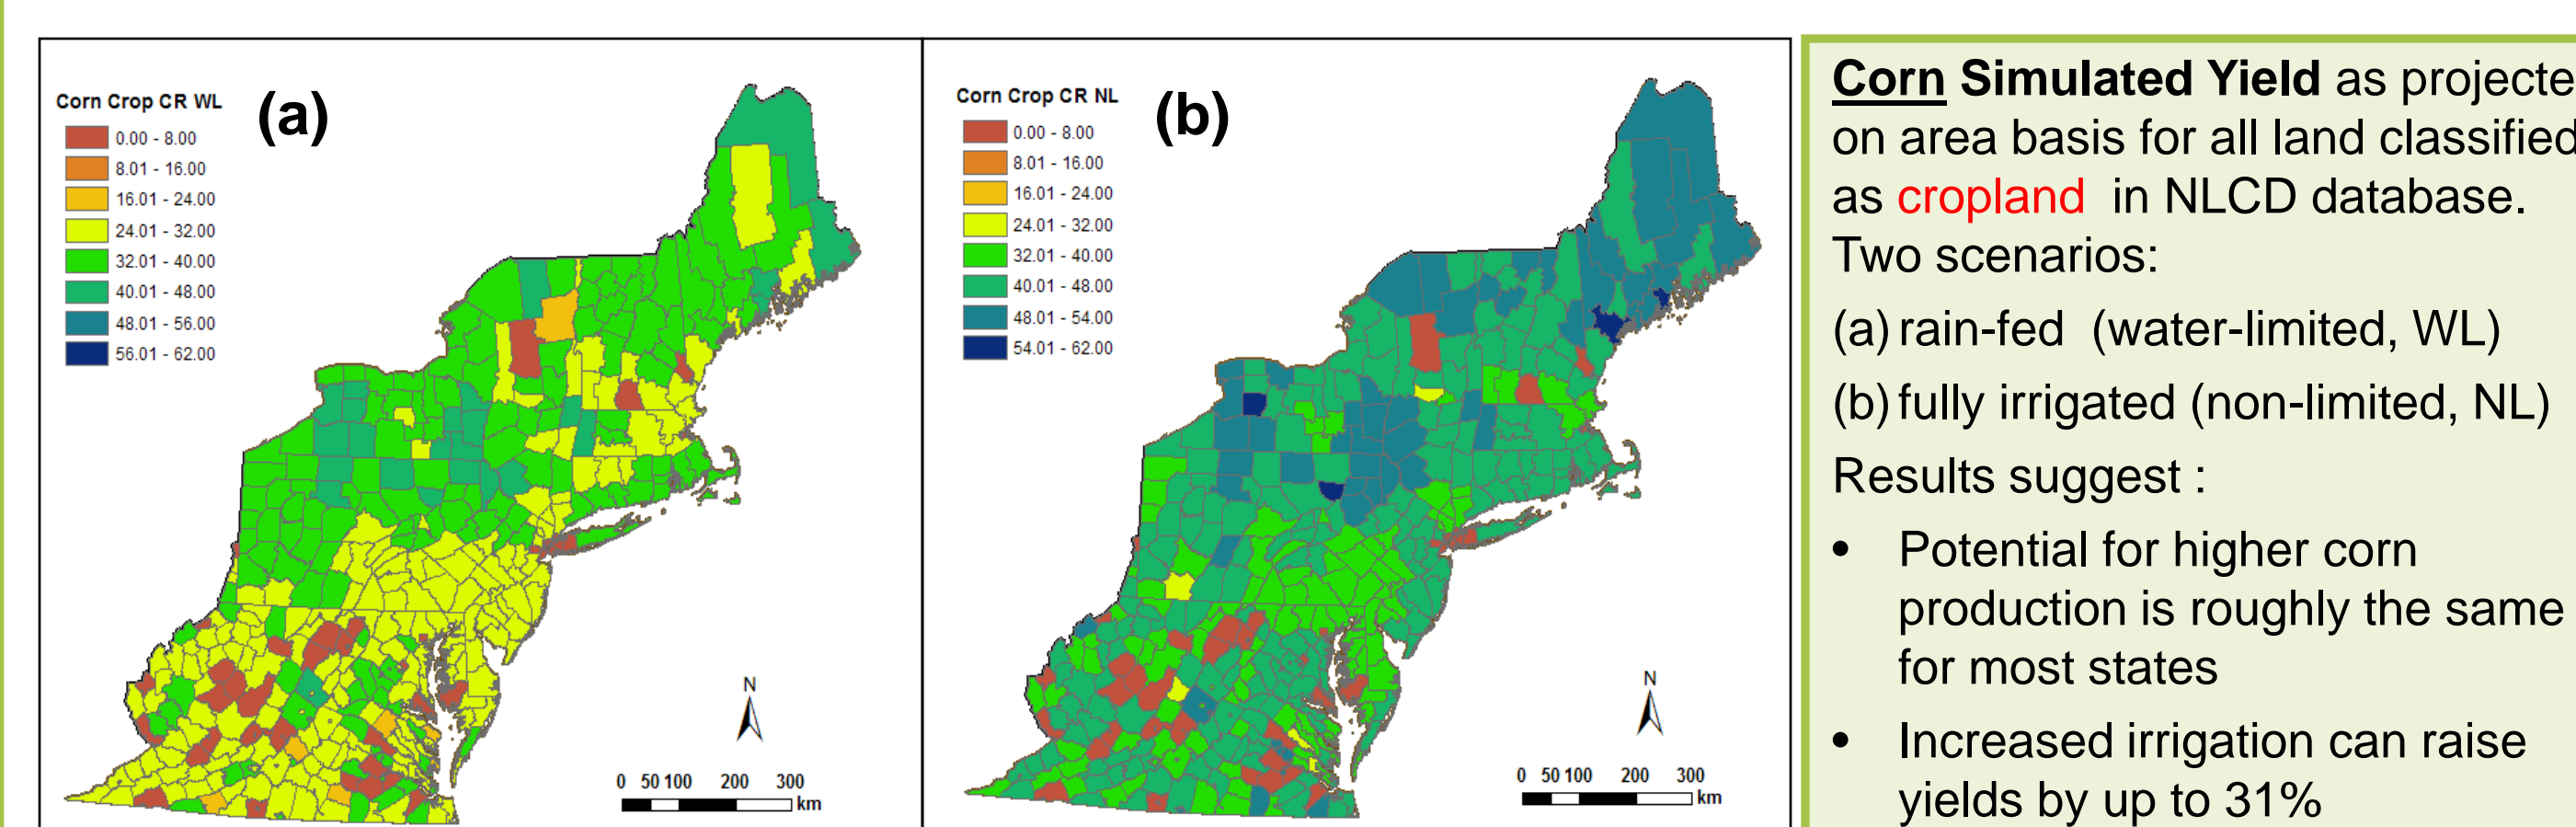 Corn Crop CR WL
(a)
0.00 - 8.00
8.01 - 16.00
16.01 - 24.00
24.01 - 32.00
32.01 - 40.00
40.01 - 48.00
48.01 - 56.00
56.01 - 62.00
N
0 50 100 200 300
km
Corn Crop CR NL
(b)
0.00 - 8.00
8.01 - 16.00
16.01 - 24.00
24.01 - 32.00
32.01 - 40.00
40.01 - 48.00
48.01 - 54.00
54.01 - 62.00
N
0 50 100 200 300
km
Corn Simulated Yield as projecte
on area basis for all land classified
as cropland in NLCD database.
Two scenarios:
(a) rain-fed (water-limited, WL)
(b) fully irrigated (non-limited, NL)
Results suggest :
• Potential for higher corn
production is roughly the same
for most states
• Increased irrigation can raise
yields by up to 31%